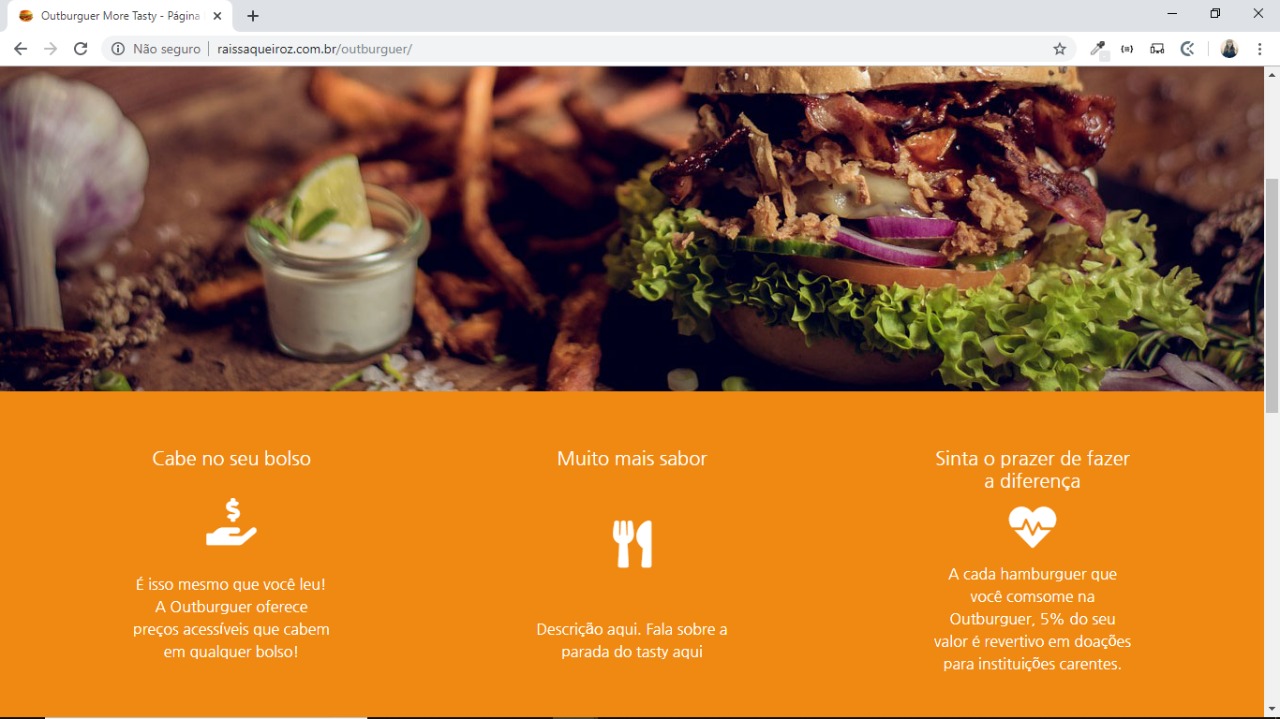 Outburguer More Tasty - Página
Não seguro
raissaqueiroz.com.br/outburguer/
Cabe no seu bolso
É isso mesmo que você leu!
A Outburguer oferece
preços acessíveis que cabem
em qualquer bolso!
Muito mais sabor
Descrição aqui. Fala sobre a
parada do tasty aqui
Sinta o prazer de fazer
a diferença
A cada hamburguer que
você comsome na
Outburguer, 5% do seu
valor é revertivo em doações
para instituições carentes.